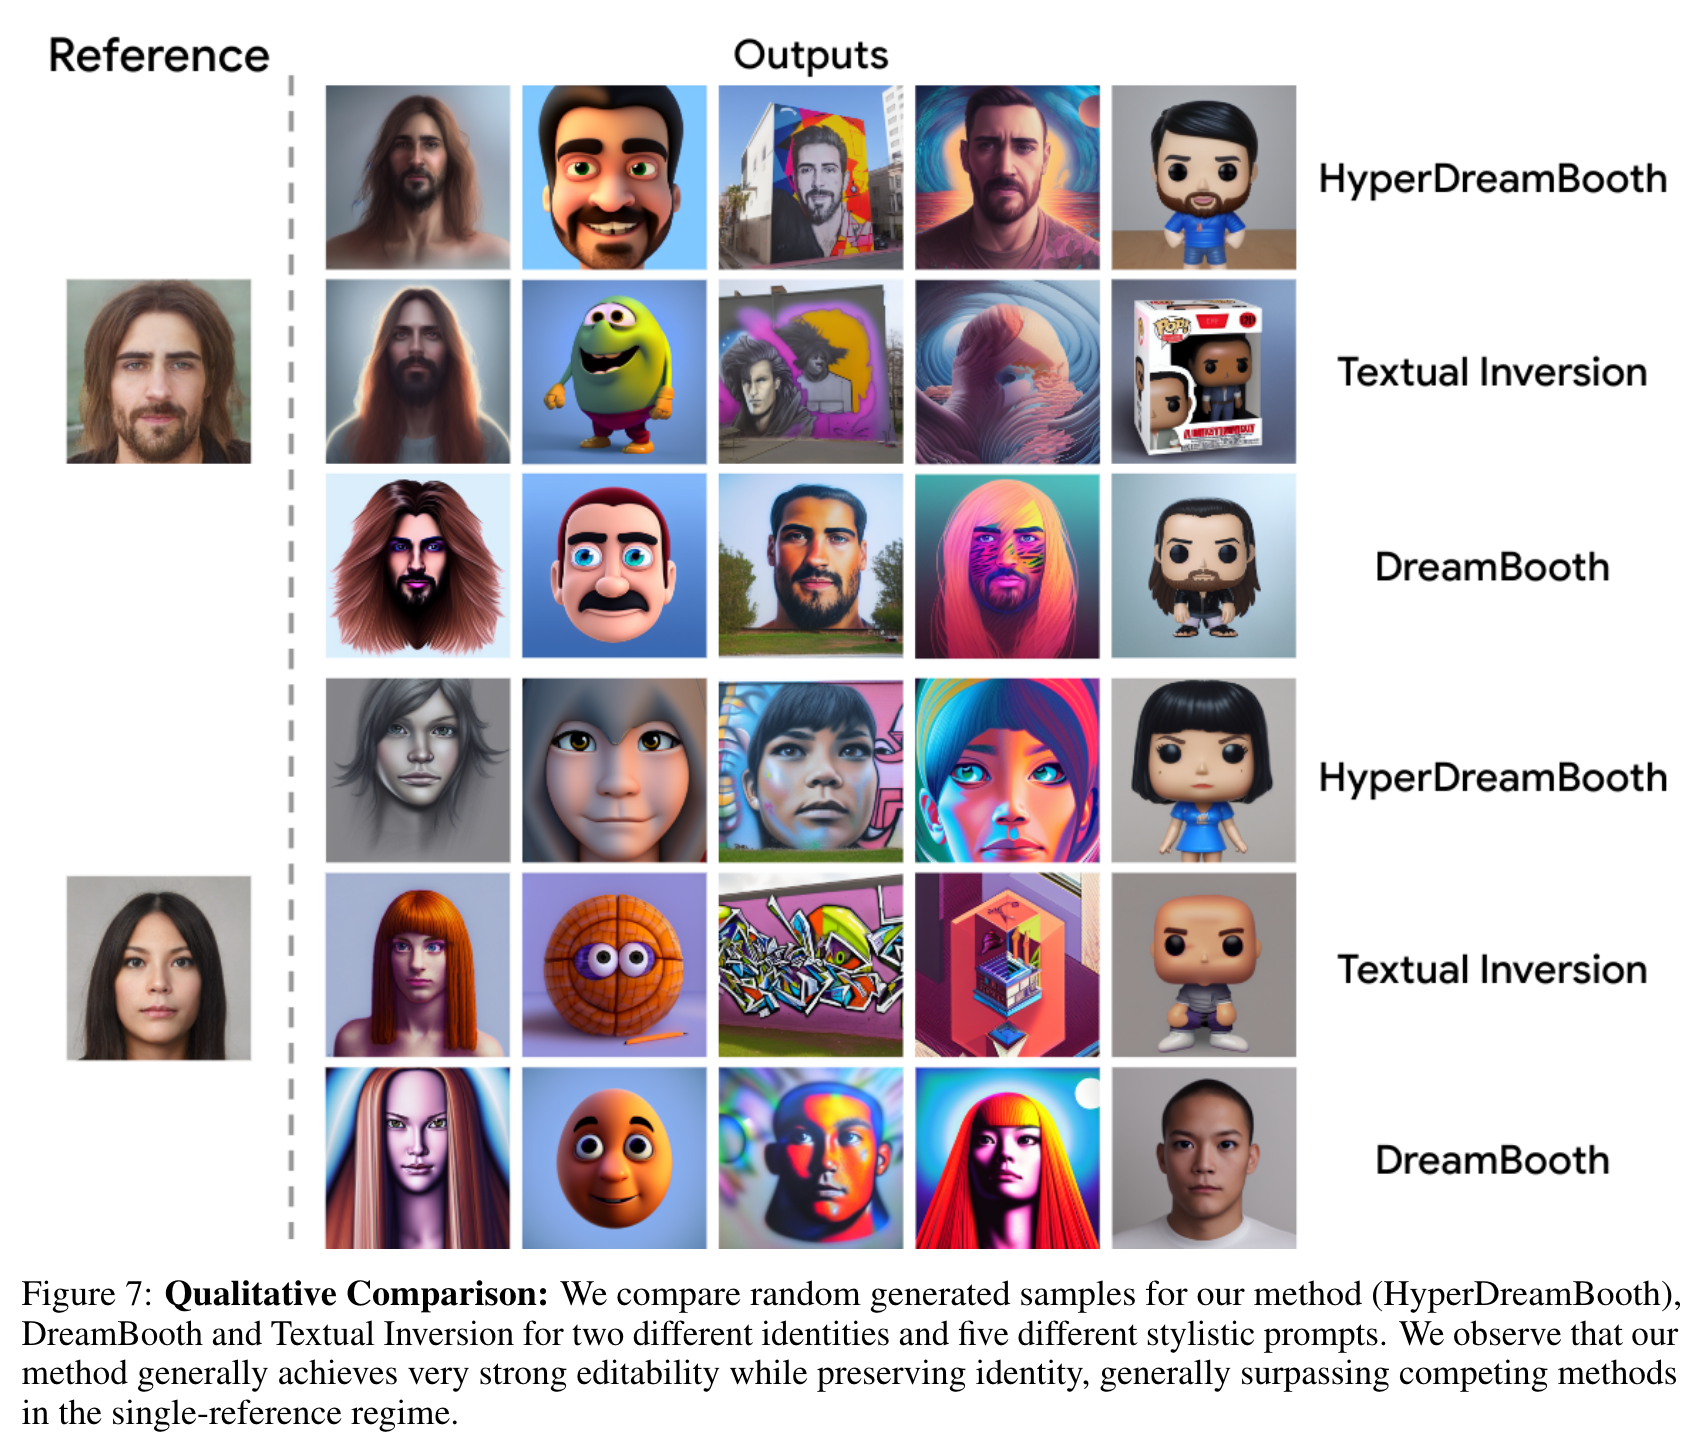 Reference
Outputs
HyperDreamBooth
POP!
Textual Inversion
DreamBooth
HyperDreamBooth
Textual Inversion
DreamBooth
Figure 7: Qualitative Comparison: We compare random generated samples for our method (HyperDreamBooth),
DreamBooth and Textual Inversion for two different identities and five different stylistic prompts. We observe that our
method generally achieves very strong editability while preserving identity, generally surpassing competing methods
in the single-reference regime.